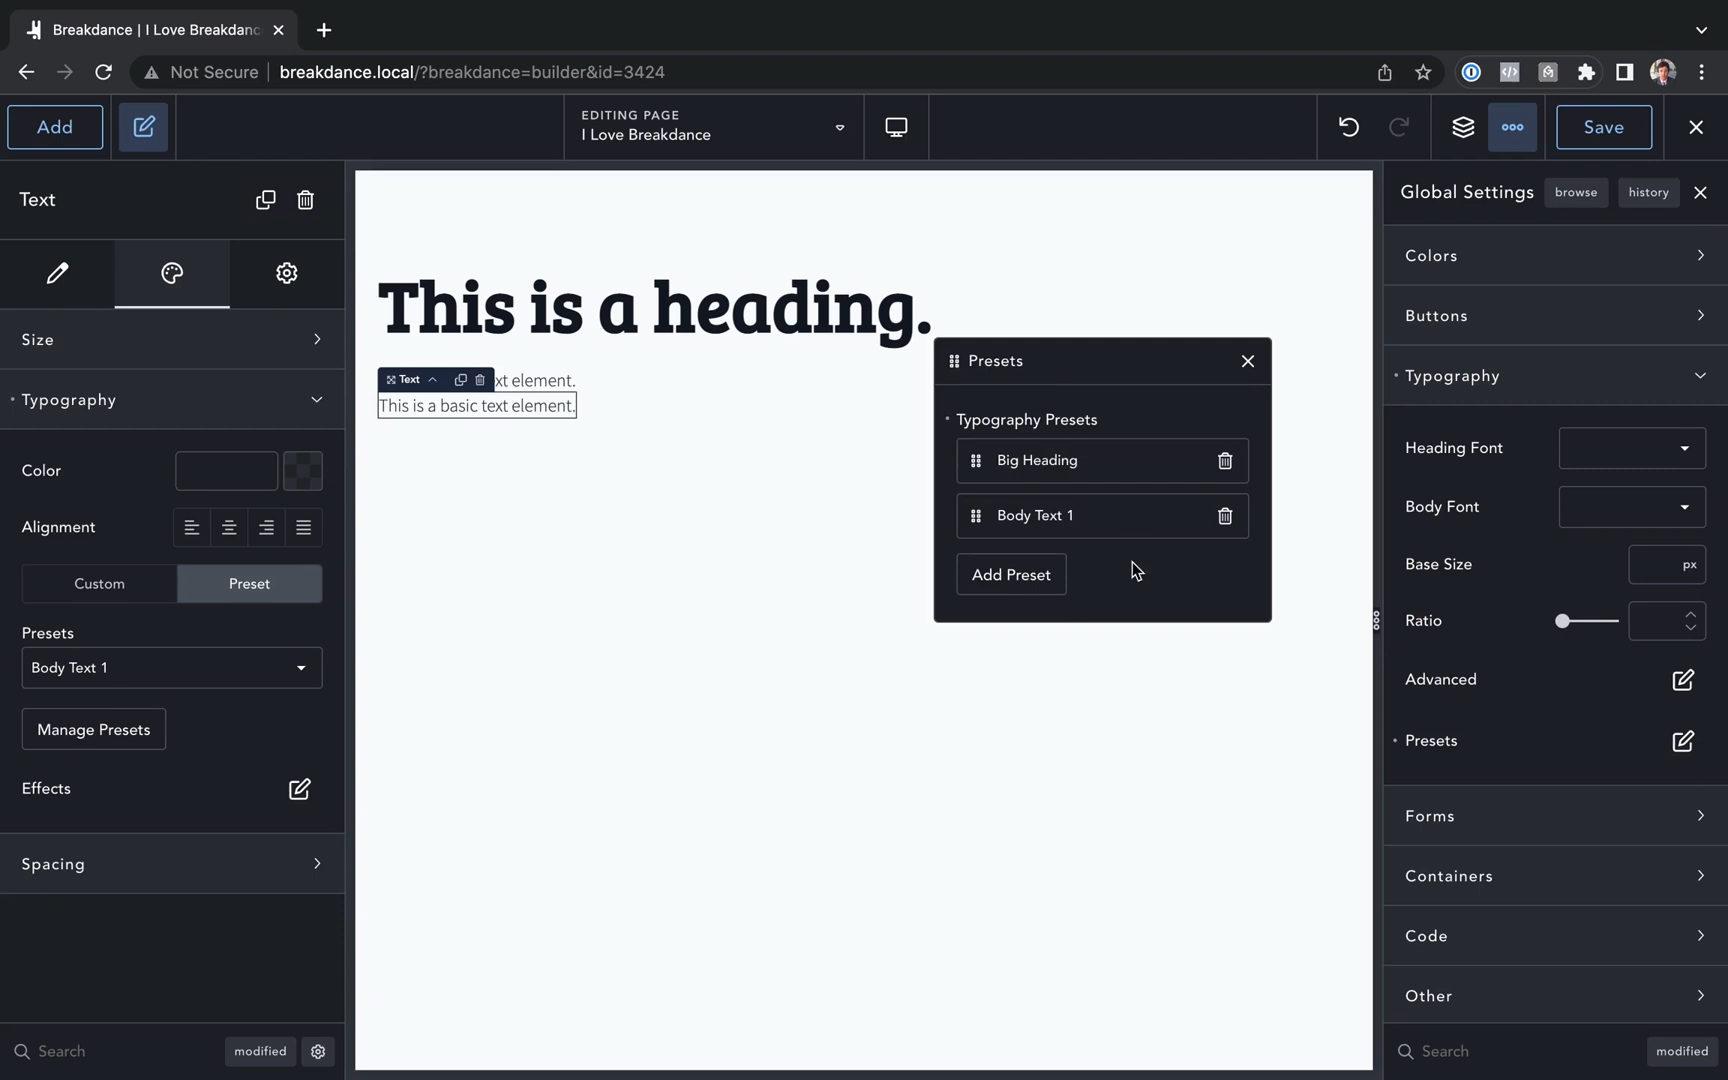 Breakdance | I Love Breakdanc
Not Secure
breakdance.local/?breakdance=builder&id=3424
Add
EDITING PAGE
I Love Breakdance
Save
Text
Size
Typography
Color
Alignment
Custom
Preset
Presets
Body Text 1
Manage Presets
Effects
Spacing
Search
modified
This is a heading.
Text
xt element.
This is a basic text element.
Presets
Typography Presets
Big Heading
Body Text 1
Add Preset
Global Settings
browse
history
Colors
Buttons
Typography
Heading Font
Body Font
Base Size
px
Ratio
Advanced
Presets
Forms
Containers
Code
Other
Search
modified